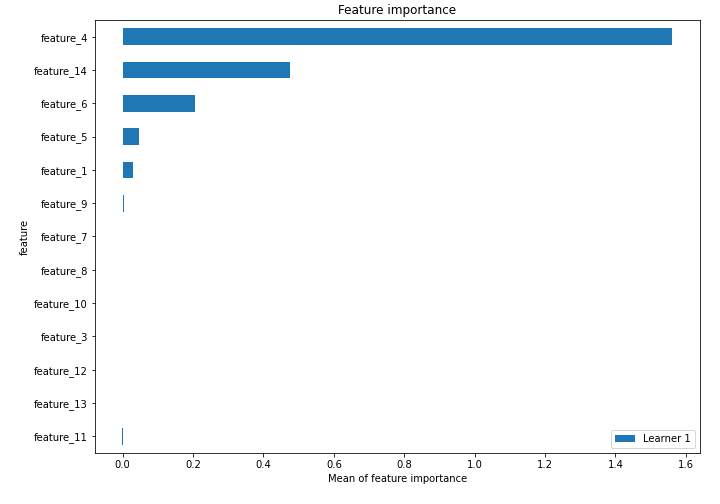 Feature importance
feature_4
feature_14
feature_6
feature_5
feature_1
feature_9
feature_7
feature_8
feature_10
feature_3
feature_12
feature_13
feature_11
feature
Learner 1
0.0 0.2 0.4 0.6 0.8 1.0 1.2 1.4 1.6
Mean of feature importance